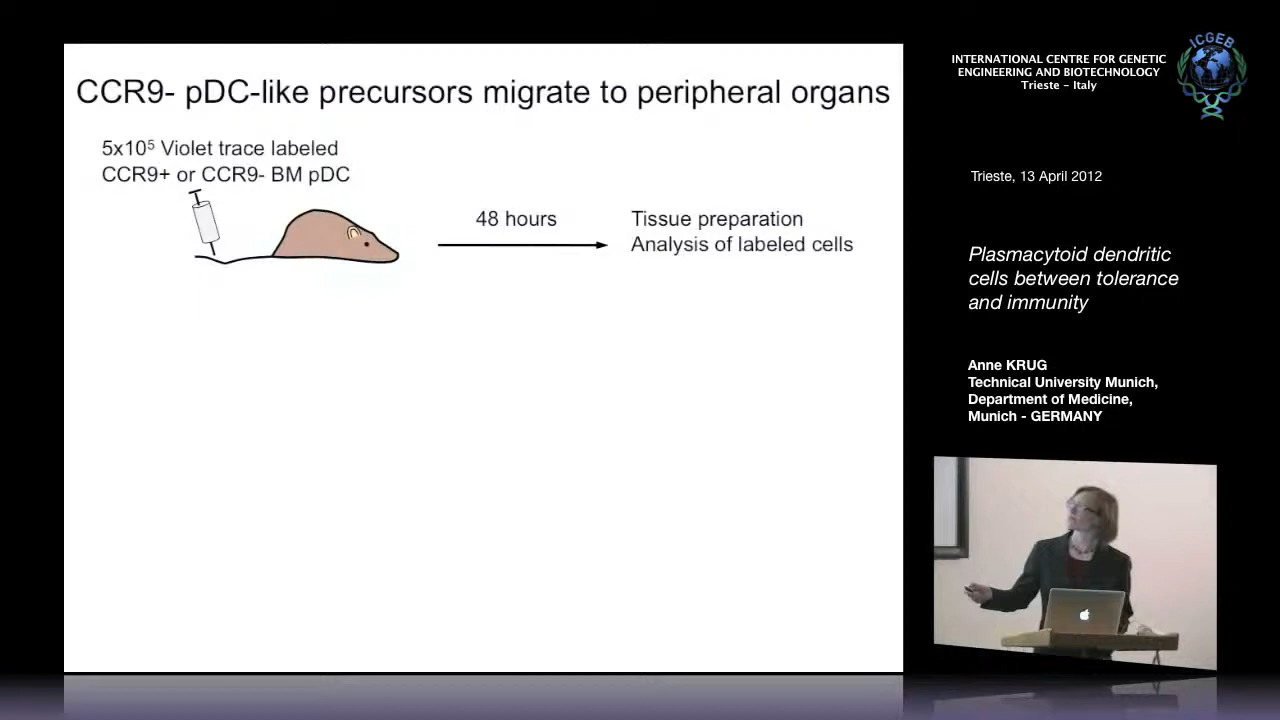 CCR9- pDC-like precursors migrate to peripheral organs
5x10⁵ Violet trace labeled
CCR9+ or CCR9- BM pDC
48 hours
Tissue preparation
Analysis of labeled cells
ICGEB
INTERNATIONAL CENTRE FOR GENETIC
ENGINEERING AND BIOTECHNOLOGY
Trieste - Italy
Trieste, 13 April 2012
Plasmacytoid dendritic
cells between tolerance
and immunity
Anne KRUG
Technical University Munich,
Department of Medicine,
Munich - GERMANY